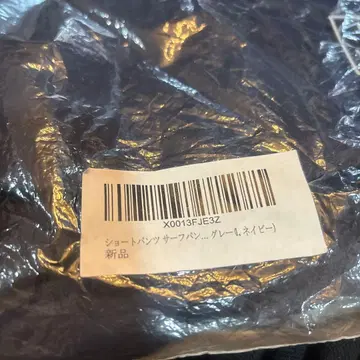 X0013FJE3Z
ショートパンツ サーフパン... グレー4, ネイビー)
新品